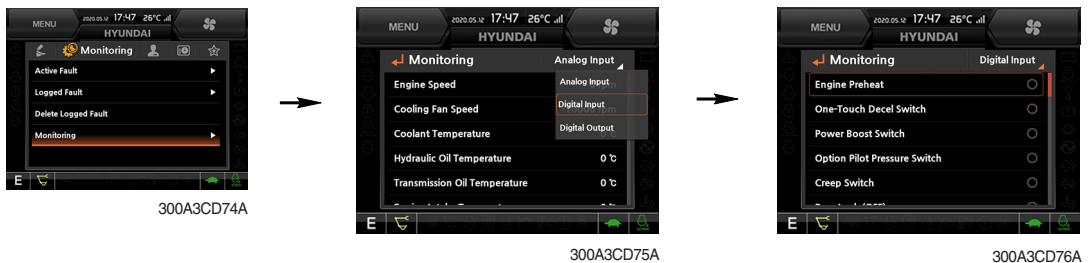 MENU
2020.05.12 17:47 26°C
HYUNDAI
Monitoring
Active Fault
Logged Fault
Delete Logged Fault
Monitoring
E
300A3CD74A
MENU
2020.05.12 17:47 26°C
HYUNDAI
Monitoring Analog Input
Engine Speed
Cooling Fan Speed
Coolant Temperature
Hydraulic Oil Temperature 0 ℃
Transmission Oil Temperature 0 ℃
Analog Input
Digital Input
Digital Output
E
300A3CD75A
MENU
2020.05.12 17:47 26°C
HYUNDAI
Monitoring Digital Input
Engine Preheat
One-Touch Decel Switch
Power Boost Switch
Option Pilot Pressure Switch
Creep Switch
E
300A3CD76A